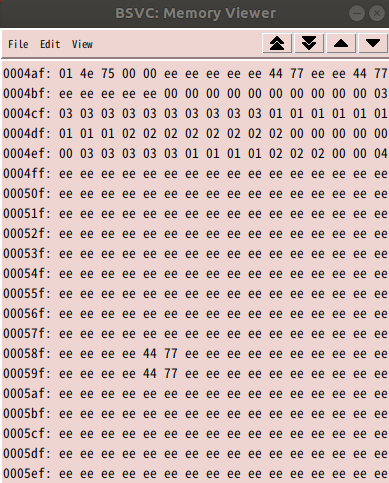 BSVC: Memory Viewer
File Edit View
0004af: 01 4e 75 00 00 ee ee ee ee ee 44 77 ee ee 44 77
0004bf: ee ee ee ee ee 00 00 00 00 00 00 00 00 00 00 03
0004cf: 03 03 03 03 03 03 03 03 03 03 01 01 01 01 01 01
0004df: 01 01 01 02 02 02 02 02 02 02 02 00 00 00 00 00
0004ef: 00 03 03 03 03 03 01 01 01 01 02 02 02 00 00 04
0004ff: ee ee ee ee ee ee ee ee ee ee ee ee ee ee ee ee
00050f: ee ee ee ee ee ee ee ee ee ee ee ee ee ee ee ee
00051f: ee ee ee ee ee ee ee ee ee ee ee ee ee ee ee ee
00052f: ee ee ee ee ee ee ee ee ee ee ee ee ee ee ee ee
00053f: ee ee ee ee ee ee ee ee ee ee ee ee ee ee ee ee
00054f: ee ee ee ee ee ee ee ee ee ee ee ee ee ee ee ee
00055f: ee ee ee ee ee ee ee ee ee ee ee ee ee ee ee ee
00056f: ee ee ee ee ee ee ee ee ee ee ee ee ee ee ee ee
00057f: ee ee ee ee ee ee ee ee ee ee ee ee ee ee ee ee
00058f: ee ee ee ee 44 77 ee ee ee ee ee ee ee ee ee ee
00059f: ee ee ee ee 44 77 ee ee ee ee ee ee ee ee ee ee
0005af: ee ee ee ee ee ee ee ee ee ee ee ee ee ee ee ee
0005bf: ee ee ee ee ee ee ee ee ee ee ee ee ee ee ee ee
0005cf: ee ee ee ee ee ee ee ee ee ee ee ee ee ee ee ee
0005df: ee ee ee ee ee ee ee ee ee ee ee ee ee ee ee ee
0005ef: ee ee ee ee ee ee ee ee ee ee ee ee ee ee ee ee